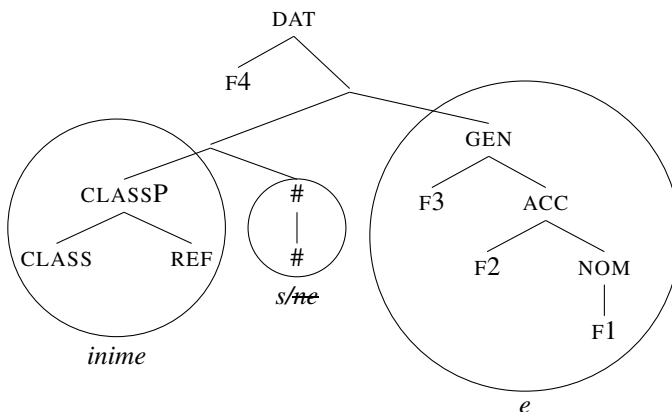 DAT
F4
GEN
CLASSP # F3 ACC
CLASS REF # F2 NOM
s/ne F1
inime
e